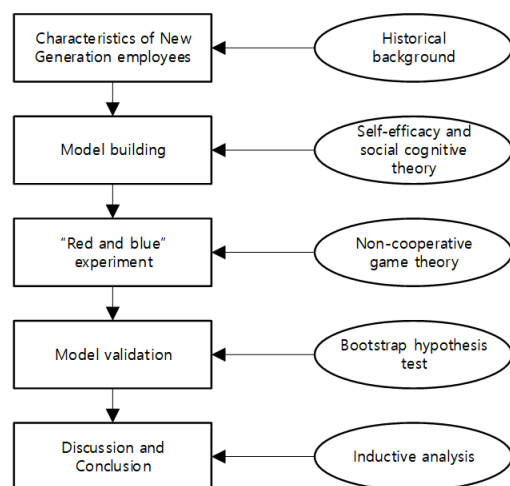 Characteristics of New
Generation employees
Historical
background
Model building
Self-efficacy and
social cognitive
theory
“Red and blue”
experiment
Non-cooperative
game theory
Model validation
Bootstrap hypothesis
test
Discussion and
Conclusion
Inductive analysis